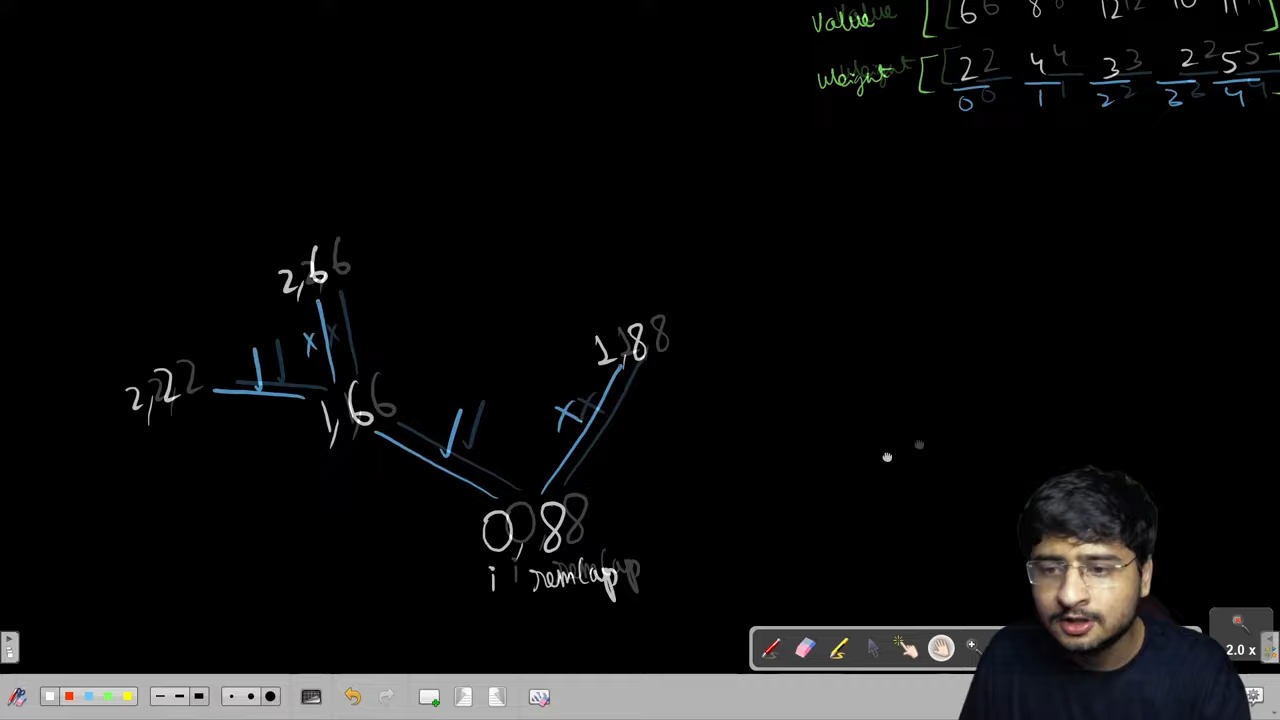 value [ 6 8 12 10 11 ]
weight [ 2 4 3 2 5
0 1 2 3 4
2,6
x
1,8
2,2
x
1,6
0,8
i remCap
2.0 x